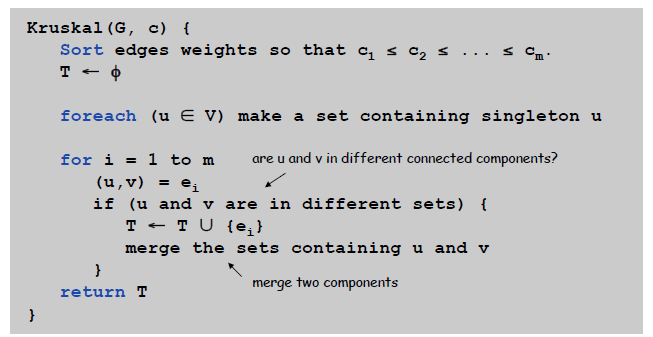 Kruskal(G, c) {
Sort edges weights so that c₁ ≤ c₂ ≤ ... ≤ cₘ.
T ← ϕ
foreach (u ∈ V) make a set containing singleton u
for i = 1 to m
are u and v in different connected components?
(u,v) = eᵢ
if (u and v are in different sets) {
T ← T ∪ {eᵢ}
merge the sets containing u and v
}
merge two components
return T
}